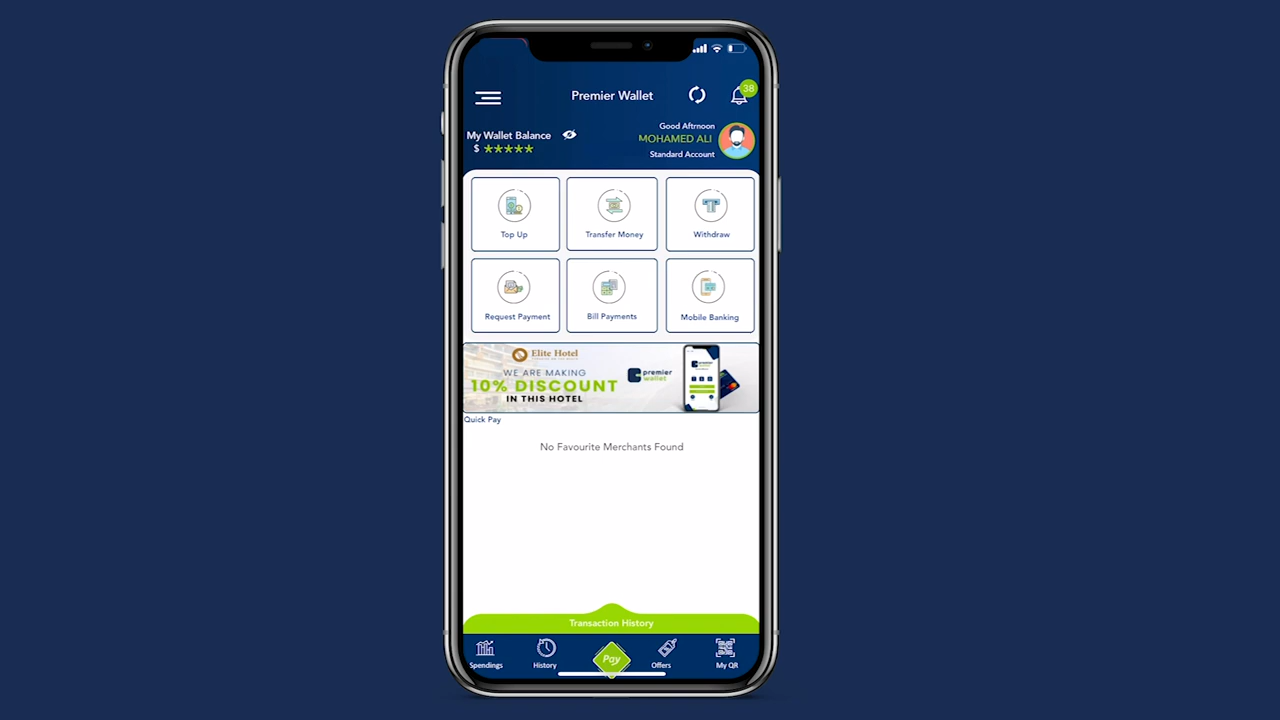 Premier Wallet
38
Good Aftrnoon
My Wallet Balance
MOHAMED ALI
$ *****
Standard Account
Top Up
Transfer Money
Withdraw
Request Payment
Bill Payments
Mobile Banking
Elite Hotel
WE ARE MAKING
10% DISCOUNT
IN THIS HOTEL
premier
wallet
Quick Pay
No Favourite Merchants Found
Transaction History
Spendings
History
Pay
Offers
My QR